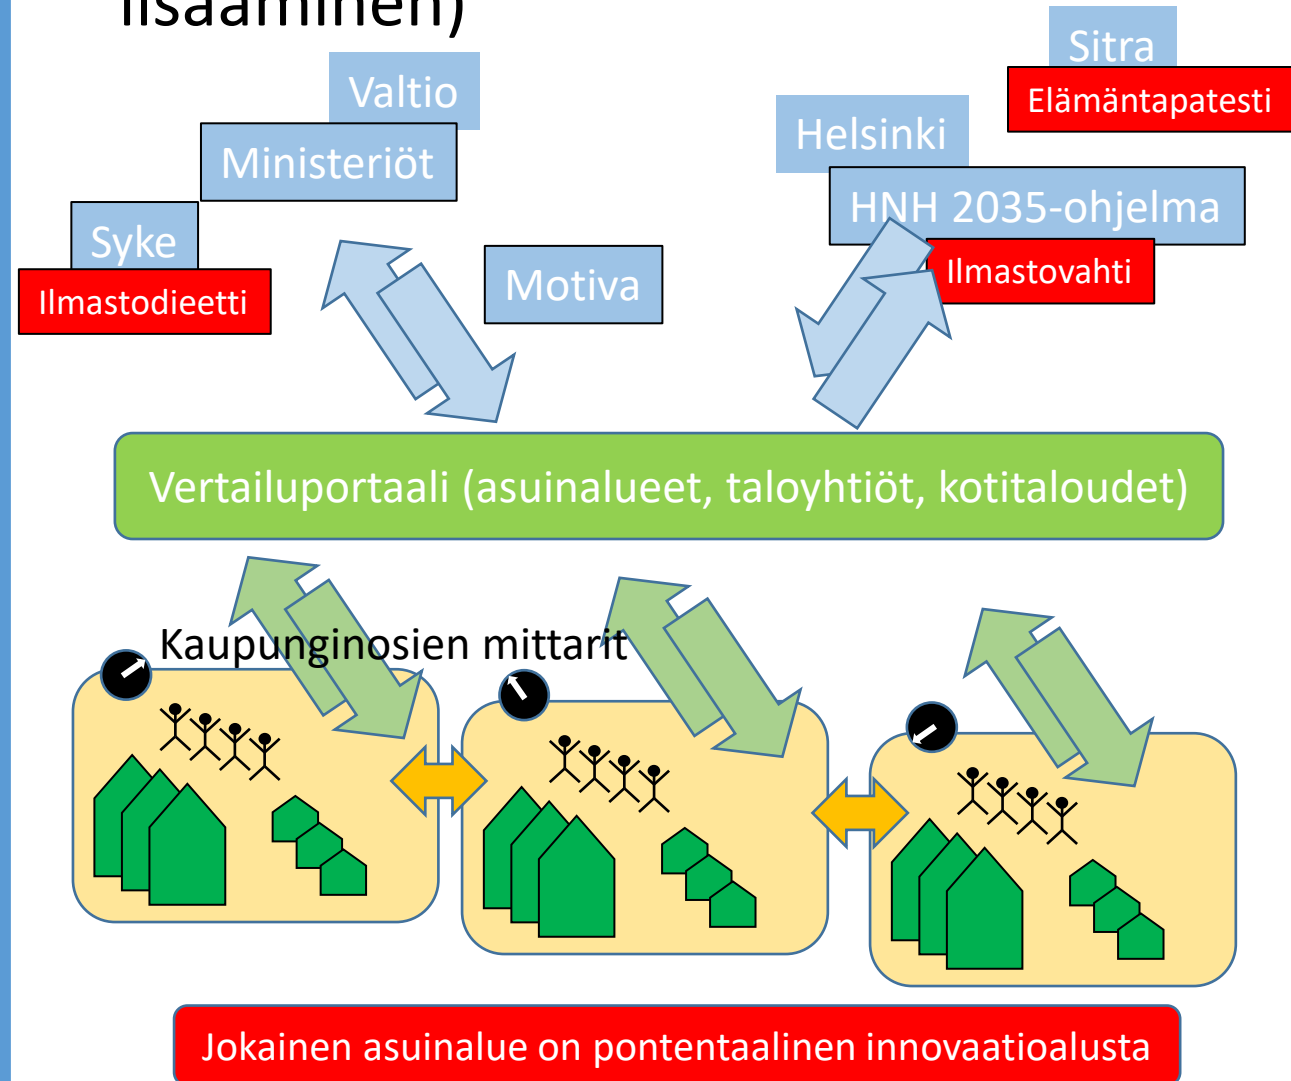 lisääminen)
Sitra
Elämäntapatesti
Valtio
Helsinki
Ministeriöt
HNH 2035-ohjelma
Syke
Ilmastovahti
Motiva
Ilmastodieetti
Vertailuportaali (asuinalueet, taloyhtiöt, kotitaloudet)
Kaupunginosien mittarit
Jokainen asuinalue on pontentaalinen innovaatioalusta